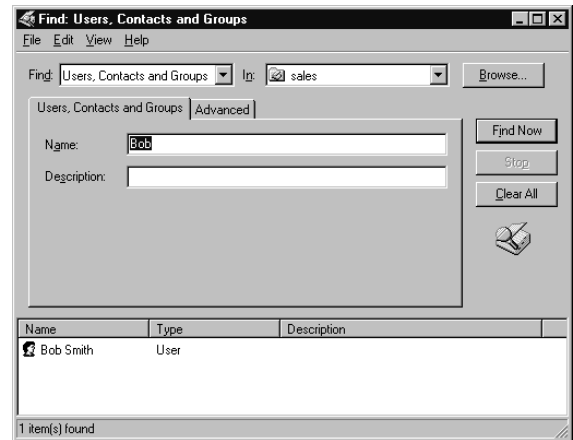 Find: Users, Contacts and Groups
File Edit View Help
Find: Users, Contacts and Groups In: sales Browse...
Users, Contacts and Groups Advanced
Name: Bob
Description:
Find Now
Stop
Clear All
Name Type Description
Bob Smith User
1 item(s) found